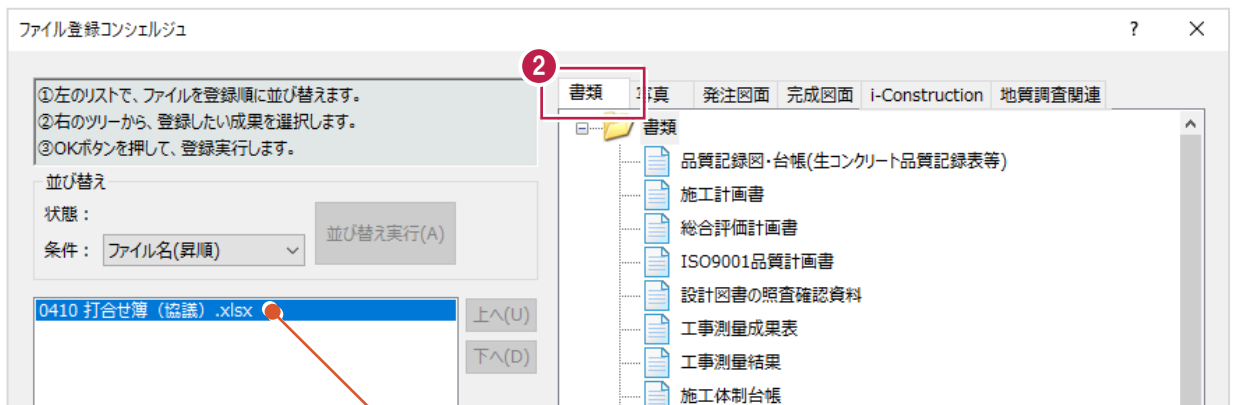 ファイル登録コンシェルジュ
?
①左のリストで、ファイルを登録順に並び替えます。
②右のツリーから、登録したい成果を選択します。
③OKボタンを押して、登録実行します。
並び替え
状態：
条件：
ファイル名(昇順)
並び替え実行(A)
0410 打合せ簿（協議）.xlsx
上へ(U)
下へ(D)
2
書類
写真
発注図面
完成図面
i-Construction
地質調査関連
書類
品質記録図・台帳(生コンクリート品質記録表等)
施工計画書
総合評価計画書
ISO9001品質計画書
設計図書の照査確認資料
工事測量成果表
工事測量結果
施工体制台帳